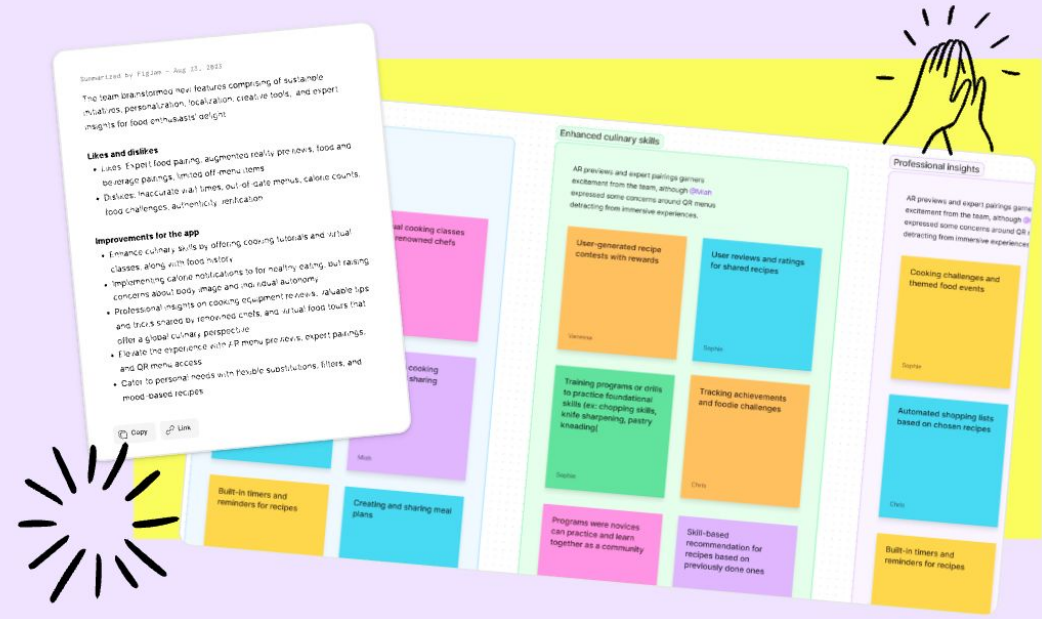 Summarized by FigJam – Aug 23, 2023
The team brainstormed new features comprising of sustainable
initiatives, personalization, localization, creative tools, and expert
insights for food enthusiasts' delight
Likes and dislikes
• Likes: Expert food pairing, augmented reality previews, food and
beverage pairings, limited off-menu items
• Dislikes: Inaccurate wait times, out-of-date menus, calorie counts,
food challenges, authenticity verification
Improvements for the app
• Enhance culinary skills by offering cooking tutorials and virtual
classes, along with food history
• Implementing calorie notifications to for healthy eating, but raising
concerns about body image and individual autonomy
• Professional insights on cooking equipment reviews, valuable tips
and tricks shared by renowned chefs, and virtual food tours that
offer a global culinary perspective
• Elevate the experience with AR menu previews, expert pairings,
and QR menu access
• Cater to personal needs with flexible substitutions, filters, and
mood-based recipes
Copy
Link
cooking classes
renowned chefs
cooking
sharing
Miah
Built-in timers and
reminders for recipes
Creating and sharing meal
plans
Enhanced culinary skills
AR previews and expert pairings garners
excitement from the team, although @Miah
expressed some concerns around QR menus
detracting from immersive experiences.
User-generated recipe
contests with rewards
Vanessa
User reviews and ratings
for shared recipes
Sophie
Training programs or drills
to practice foundational
skills (ex: chopping skills,
knife sharpening, pastry
kneading(
Sophie
Tracking achievements
and foodie challenges
Chris
Programs were novices
can practice and learn
together as a community
Skill-based
recommendation for
recipes based on
previously done ones
Professional insights
AR previews and expert pairings garne
excitement from the team, although
expressed some concerns around QR
detracting from immersive experiences
Cooking challenges and
themed food events
Sophie
Automated shopping lists
based on chosen recipes
Chris
Built-in timers and
reminders for recipes